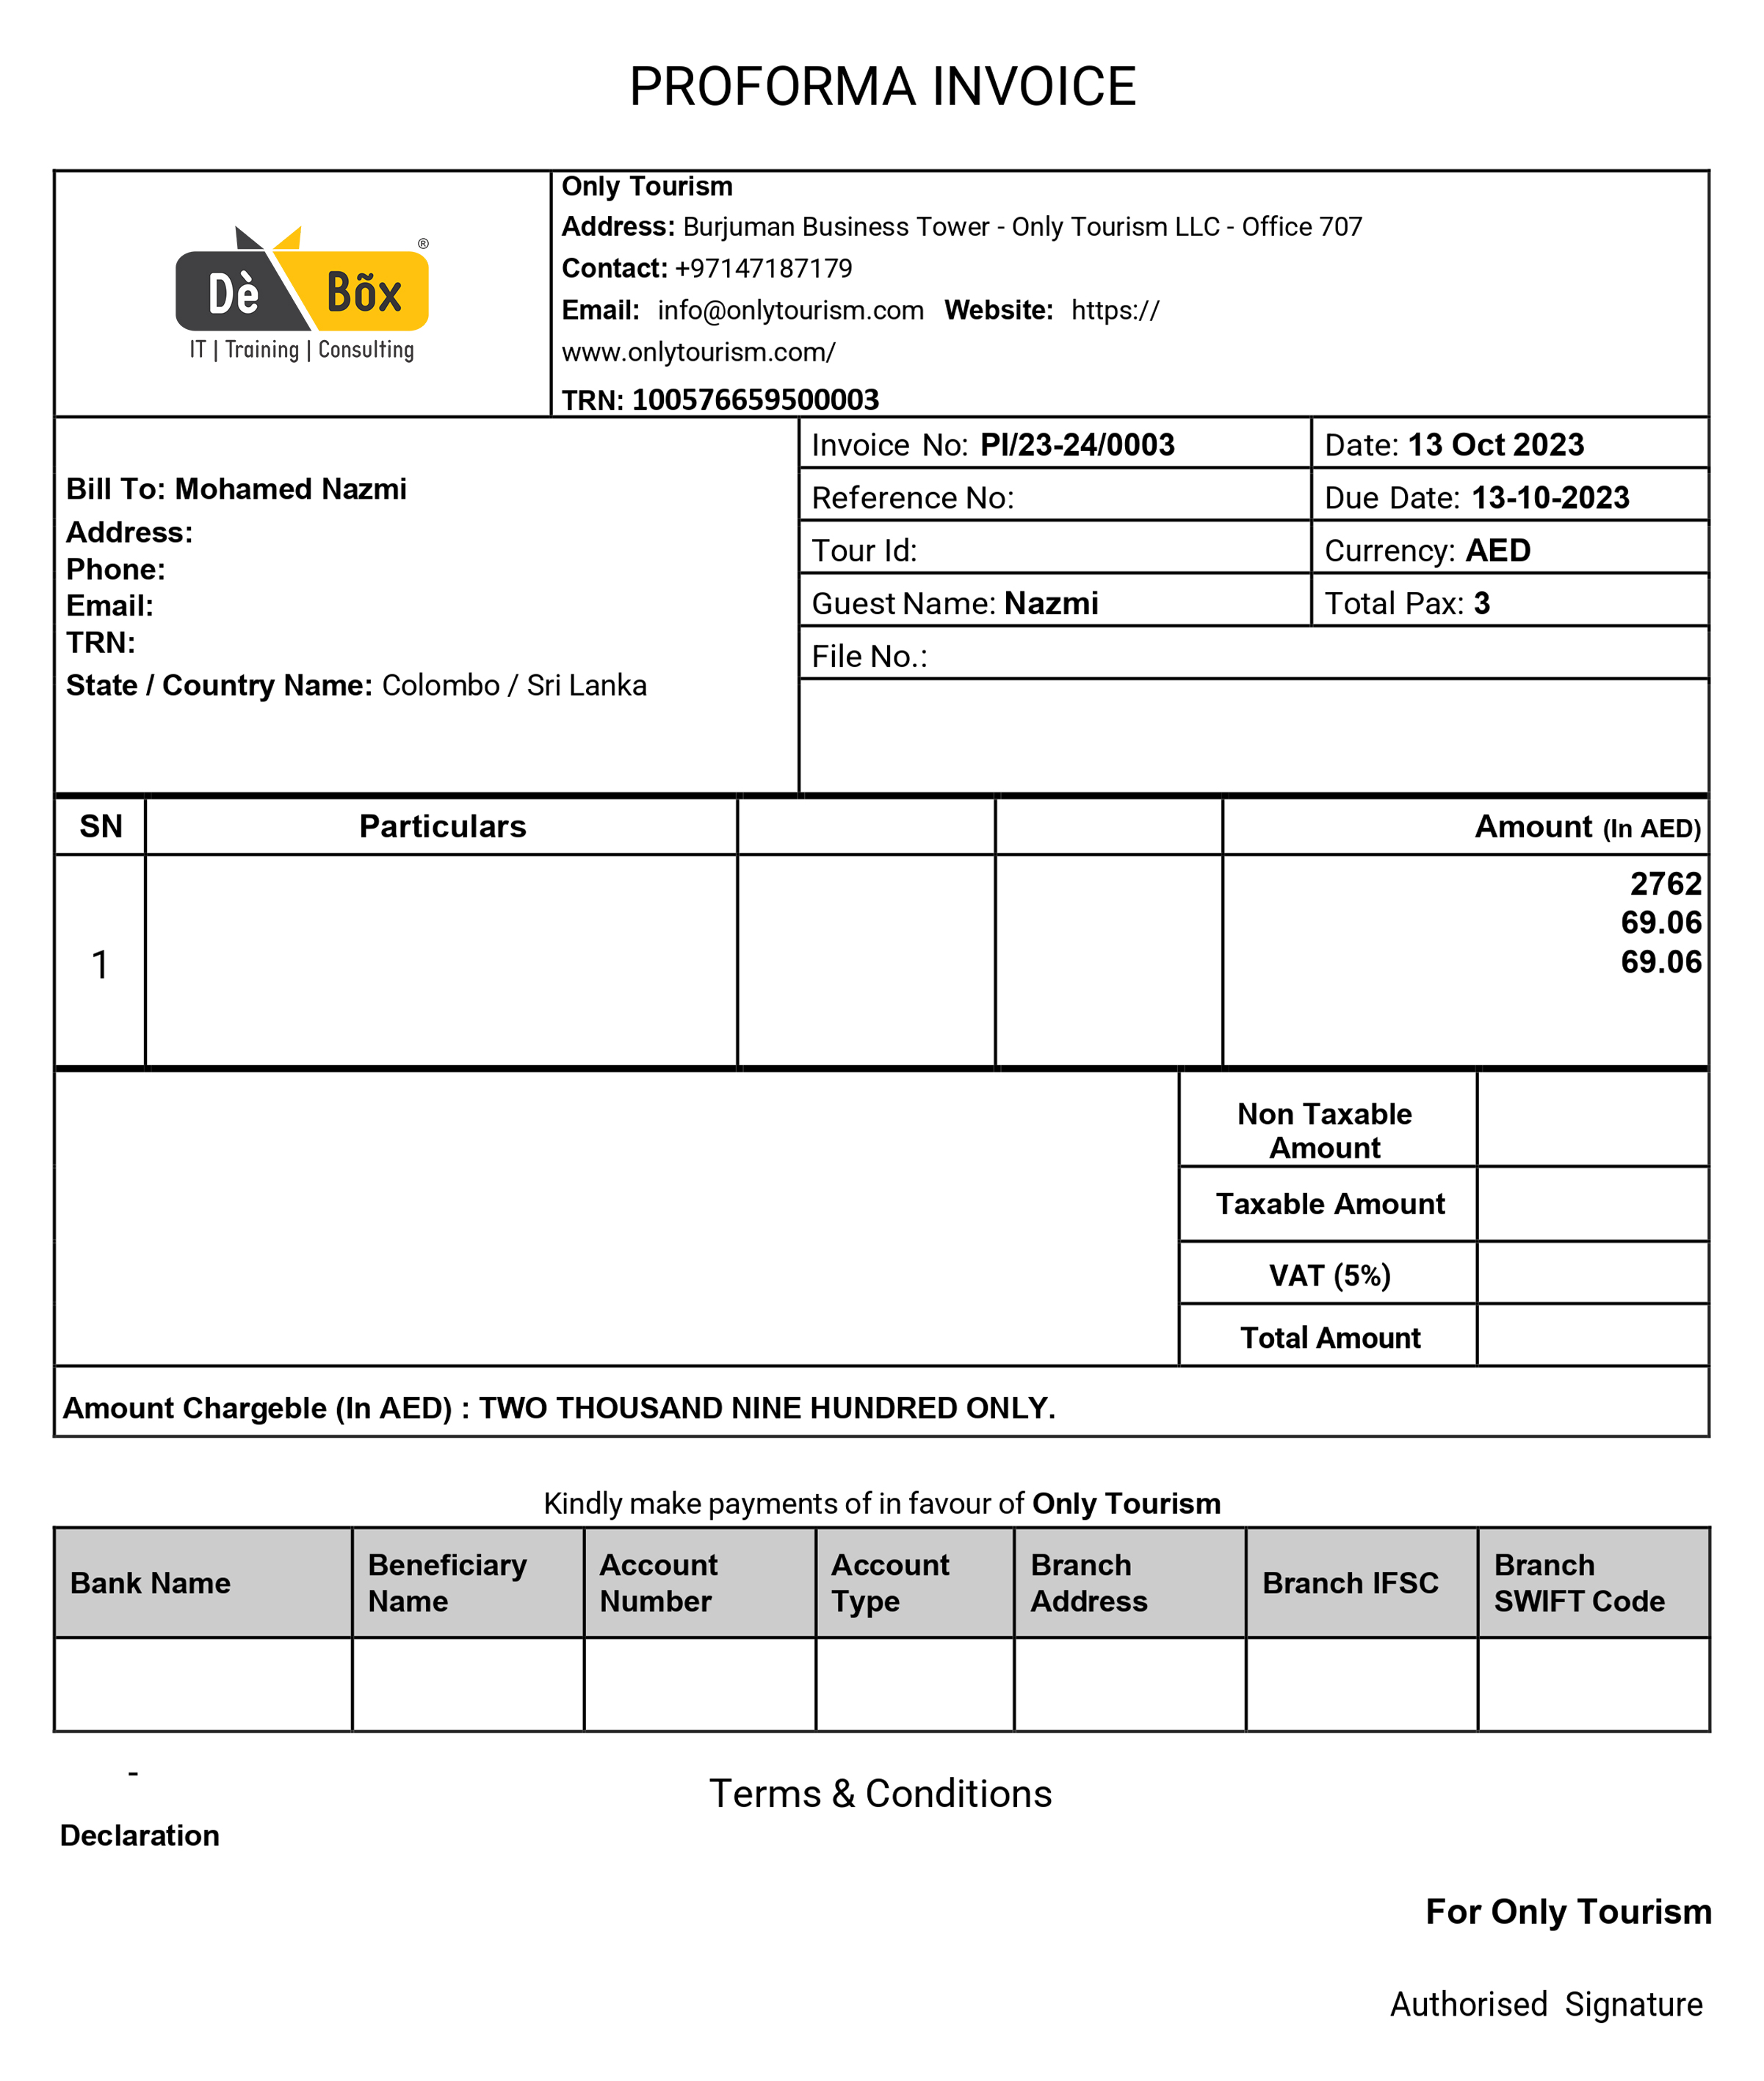 PROFORMA INVOICE
Dè Bõx ®
IT | Training | Consulting
Only Tourism
Address: Burjuman Business Tower - Only Tourism LLC - Office 707
Contact: +97147187179
Email: info@onlytourism.com Website: https://
www.onlytourism.com/
TRN: 100576659500003
Bill To: Mohamed Nazmi
Address:
Phone:
Email:
TRN:
State / Country Name: Colombo / Sri Lanka
Invoice No: PI/23-24/0003 Date: 13 Oct 2023
Reference No: Due Date: 13-10-2023
Tour Id: Currency: AED
Guest Name: Nazmi Total Pax: 3
File No.:
SN Particulars Amount (In AED)
1
2762
69.06
69.06
Non Taxable
Amount
Taxable Amount
VAT (5%)
Total Amount
Amount Chargeble (In AED) : TWO THOUSAND NINE HUNDRED ONLY.
Kindly make payments of in favour of Only Tourism
Bank Name
Beneficiary
Name
Account
Number
Account
Type
Branch
Address
Branch IFSC
Branch
SWIFT Code
-
Terms & Conditions
Declaration
For Only Tourism
Authorised Signature